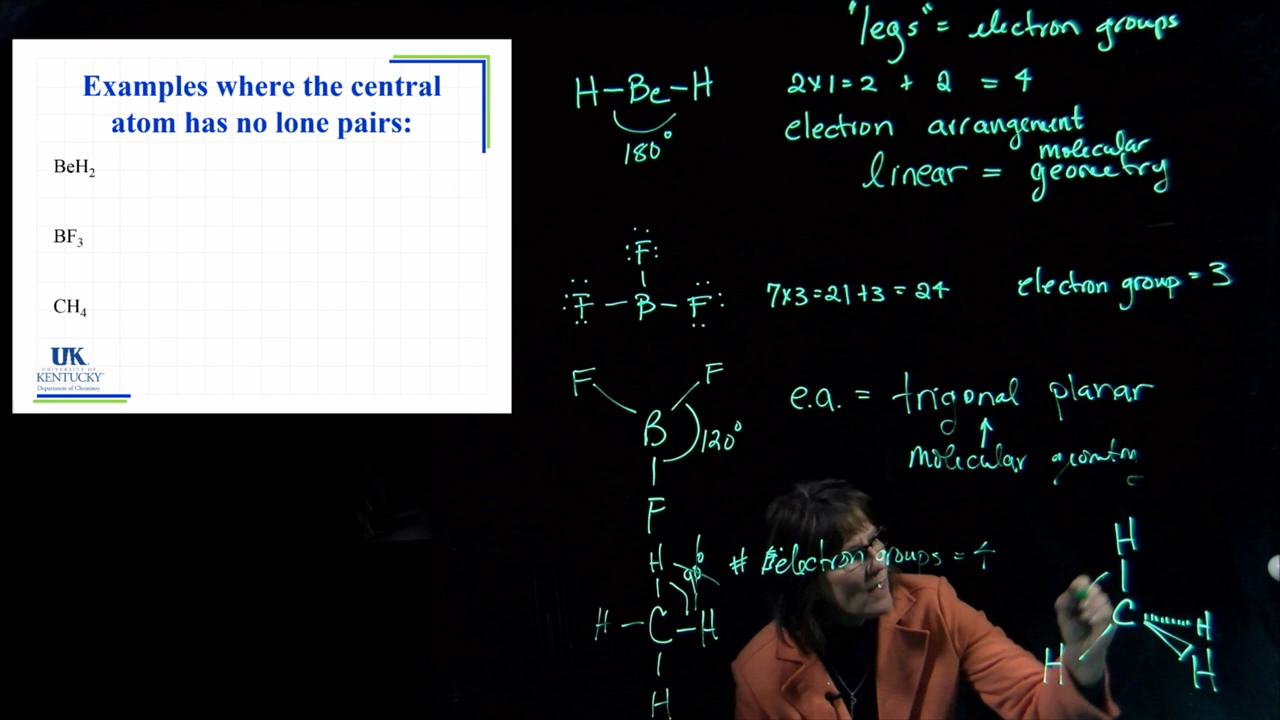 Examples where the central
atom has no lone pairs:
BeH₂
BF₃
CH₄
UK
UNIVERSITY OF
KENTUCKY
Department of Chemistry
"legs" = electron groups
H–Be–H
180°
2×1=2 + 2 = 4
electron arrangement
linear = molecular geometry
:F:
:F – B – F:
7×3=21+3=24
electron group = 3
F F
B
120°
F
e.a. = trigonal planar
↑
molecular geometry
H
90°
H – C – H
H
# electron groups = 4
H
C
H
H
H